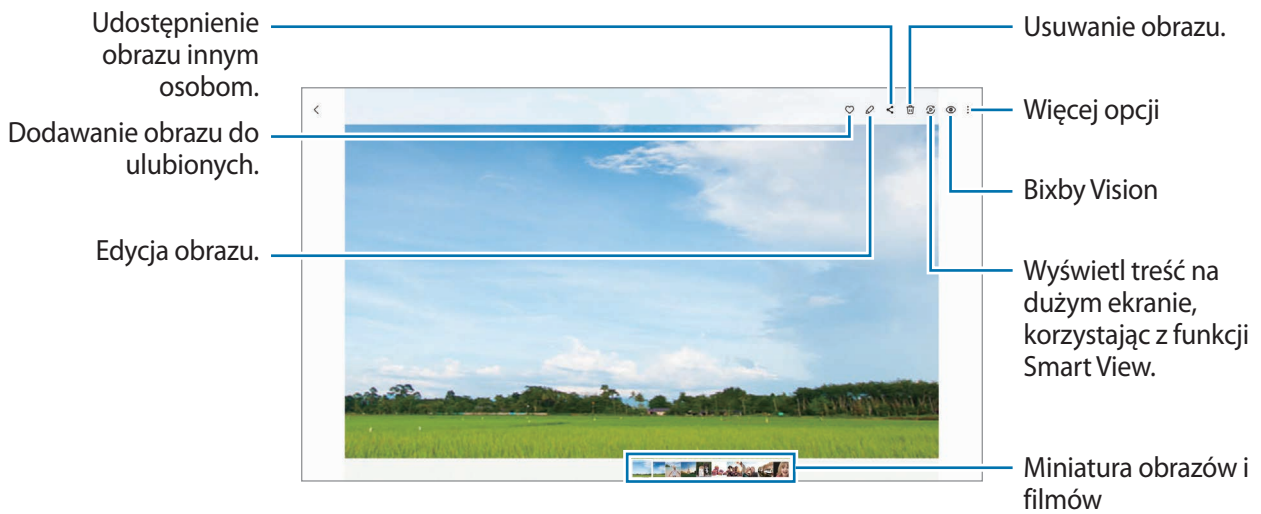 Udostępnienie
obrazu innym
osobom.
Dodawanie obrazu do
ulubionych.
Edycja obrazu.
Usuwanie obrazu.
Więcej opcji
Bixby Vision
Wyświetl treść na
dużym ekranie,
korzystając z funkcji
Smart View.
Miniatura obrazów i
filmów